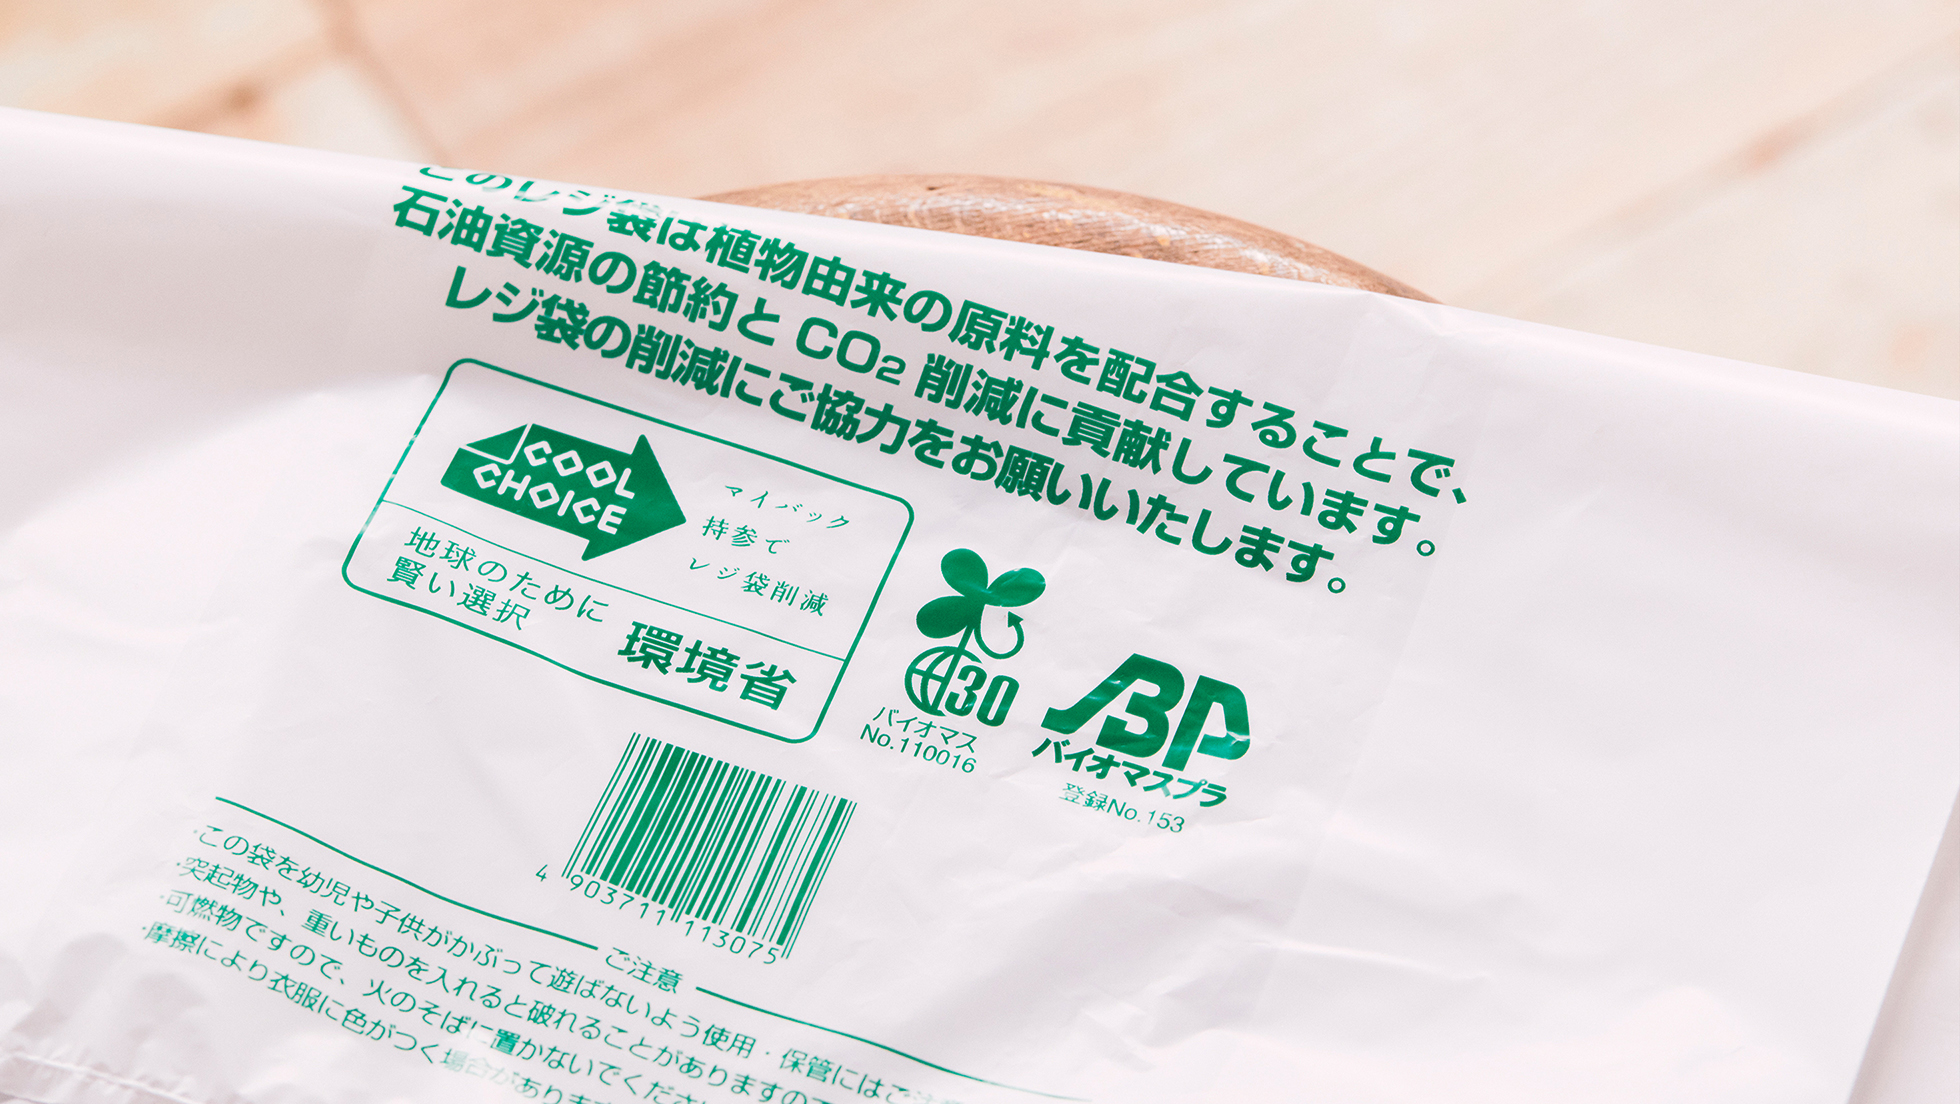 このレジ袋は植物由来の原料を配合することで、
石油資源の節約と CO₂ 削減に貢献しています。
レジ袋の削減にご協力をお願いいたします。
COOL
CHOICE
マイバック
持参で
レジ袋削減
地球のために
賢い選択
環境省
30
バイオマス
No.110016
BP
バイオマスプラ
登録No.153
4 903711 113075
ご注意
・この袋を幼児や子供がかぶって遊ばないよう使用・保管にはご注意
・突起物や、重いものを入れると破れることがありますので
・可燃物ですので、火のそばに置かないでくださ
・摩擦により衣服に色がつく場合があります